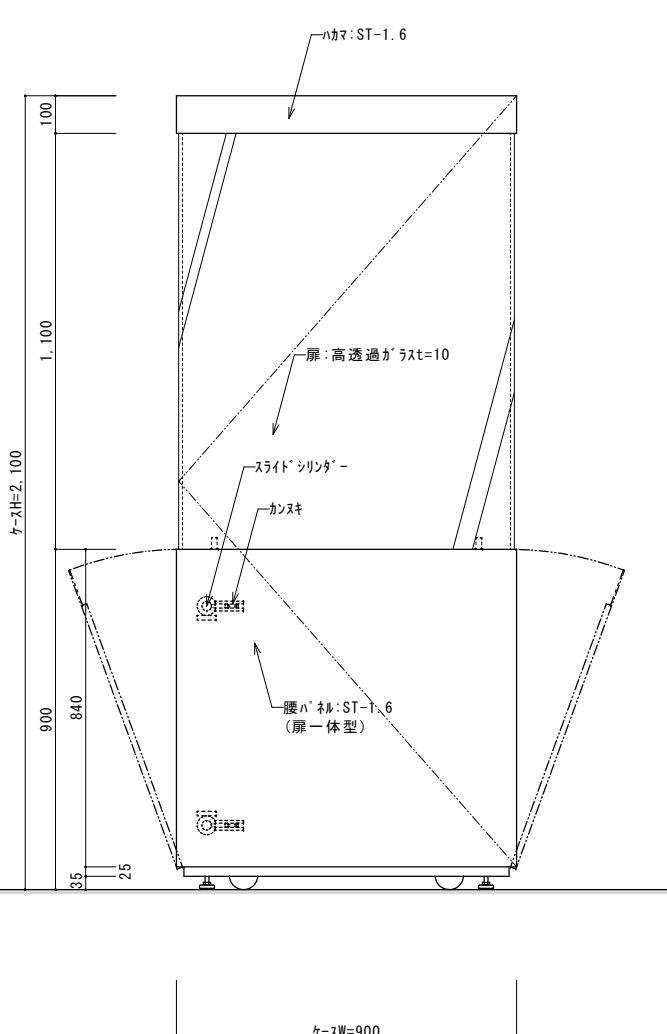 ﾊｶﾏ:ST-1.6
100
1,100
扉:高透過ｶﾞﾗｽt=10
ｹｰｽH=2,100
ｽﾗｲﾄﾞｼﾘﾝﾀﾞｰ
ｶﾝﾇｷ
900
840
腰ﾊﾟﾈﾙ:ST-1.6
(扉一体型)
35
25
ｹｰｽW=900